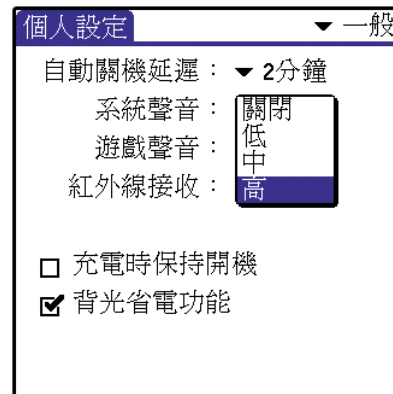 個人設定 ▼ 一般
自動關機延遲： ▼ 2分鐘
系統聲音： 關閉
低
遊戲聲音：
中
紅外線接收： 高
充電時保持開機
背光省電功能